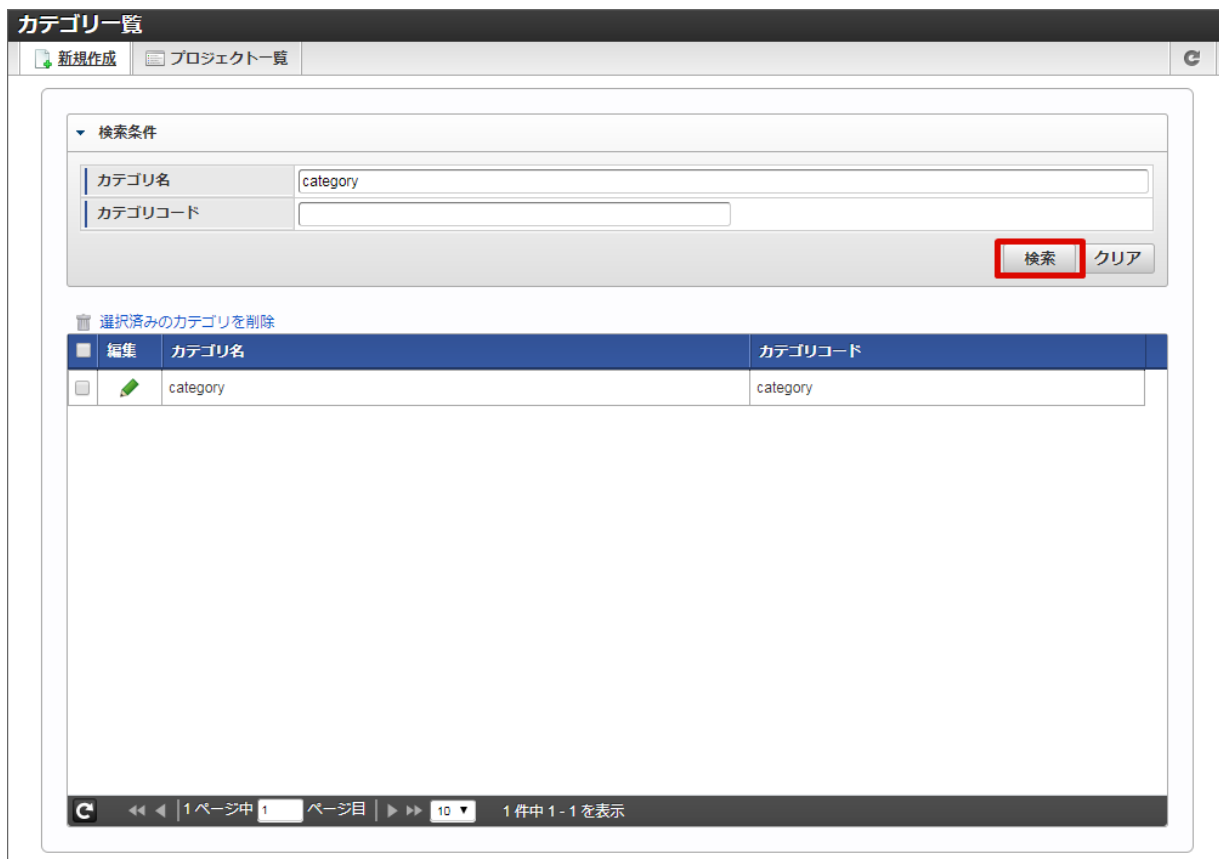 カテゴリ一覧
新規作成 プロジェクト一覧
検索条件
カテゴリ名 category
カテゴリコード
検索 クリア
選択済みのカテゴリを削除
編集 カテゴリ名 カテゴリコード
category category
1 ページ中 1 ページ目 10 1 件中 1 - 1 を表示